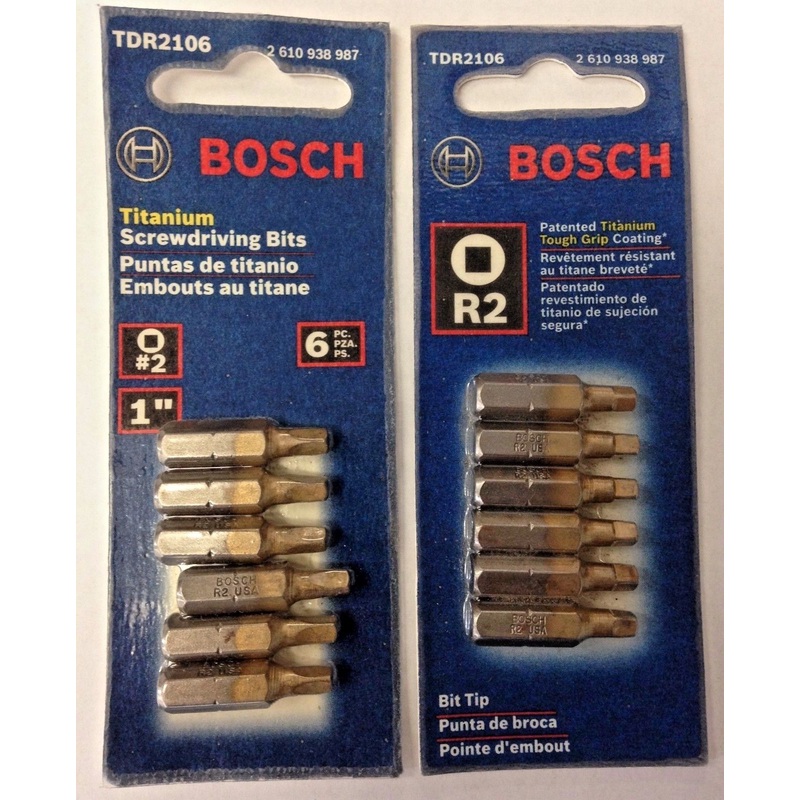 TDR2106
2 610 938 987
BOSCH
Titanium
Screwdriving Bits
Puntas de titanio
Embouts au titane
#2
6 PC.
PZA.
PS.
1"
BOSCH
R2 USA
TDR2106
2 610 938 987
BOSCH
R2
Patented Titanium
Tough Grip Coating*
Revêtement résistant
au titane breveté*
Patentado
revestimiento de
titanio de sujeción
segura*
BOSCH
R2 US
BOSCH
R2 USA
Bit Tip
Punta de broca
Pointe d'embout